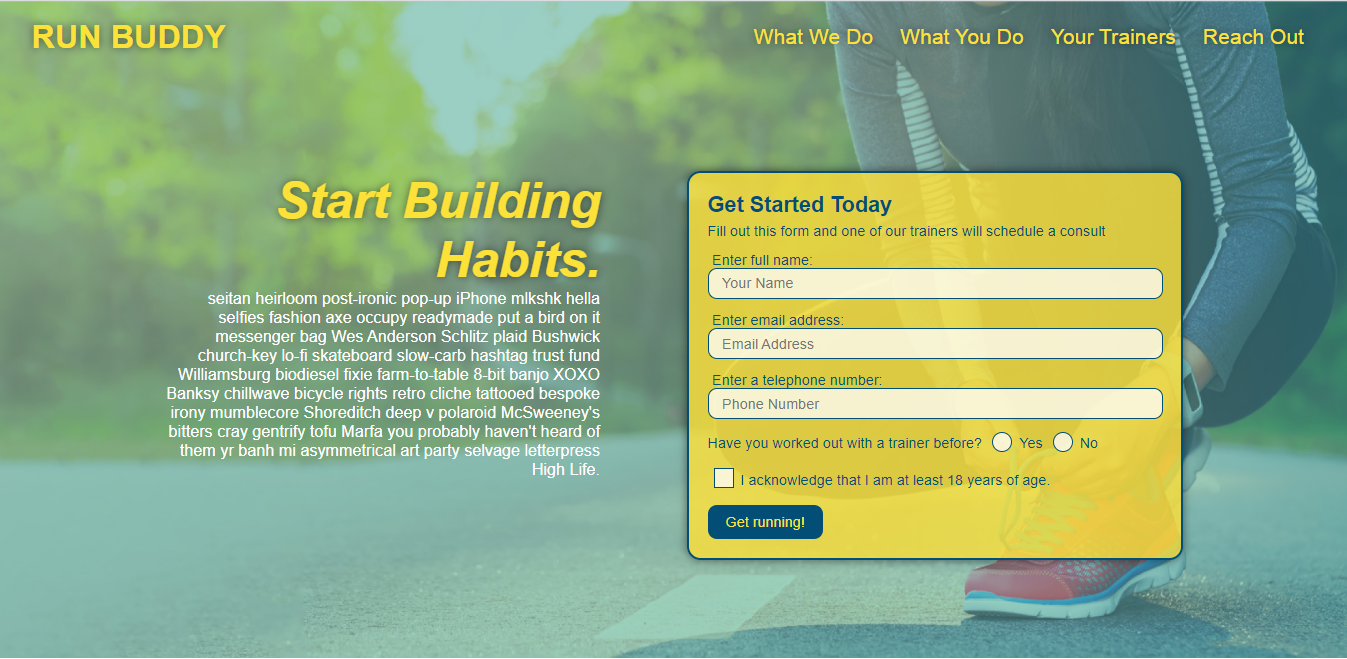 RUN BUDDY
What We Do What You Do Your Trainers Reach Out
Start Building
Habits.
seitan heirloom post-ironic pop-up iPhone mlkshk hella
selfies fashion axe occupy readymade put a bird on it
messenger bag Wes Anderson Schlitz plaid Bushwick
church-key lo-fi skateboard slow-carb hashtag trust fund
Williamsburg biodiesel fixie farm-to-table 8-bit banjo XOXO
Banksy chillwave bicycle rights retro cliche tattooed bespoke
irony mumblecore Shoreditch deep v polaroid McSweeney's
bitters cray gentrify tofu Marfa you probably haven't heard of
them yr banh mi asymmetrical art party selvage letterpress
High Life.
Get Started Today
Fill out this form and one of our trainers will schedule a consult
Enter full name:
Your Name
Enter email address:
Email Address
Enter a telephone number:
Phone Number
Have you worked out with a trainer before? Yes No
I acknowledge that I am at least 18 years of age.
Get running!